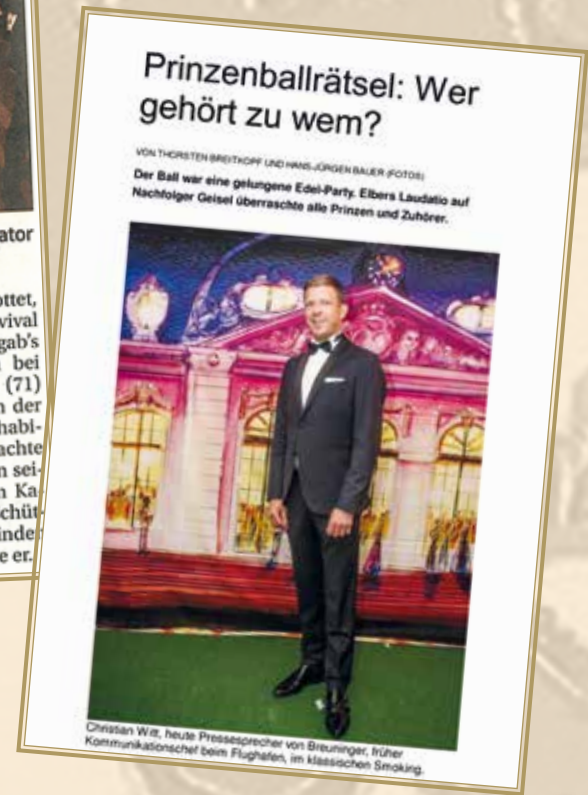 ator
ottet,
vival
gab's
bei
(71)
n der
habi-
achte
n sei-
n Ka-
chüt-
inde
e er.
Prinzenballrätsel: Wer
gehört zu wem?
VON THORSTEN BREITKOPF UND HANS-JÜRGEN BAUER (FOTOS)
Der Ball war eine gelungene Edel-Party. Elbers Laudatio auf
Nachfolger Geisel überraschte alle Prinzen und Zuhörer.
Christian Witt, heute Pressesprecher von Breuninger, früher
Kommunikationschef beim Flughafen, im klassischen Smoking.